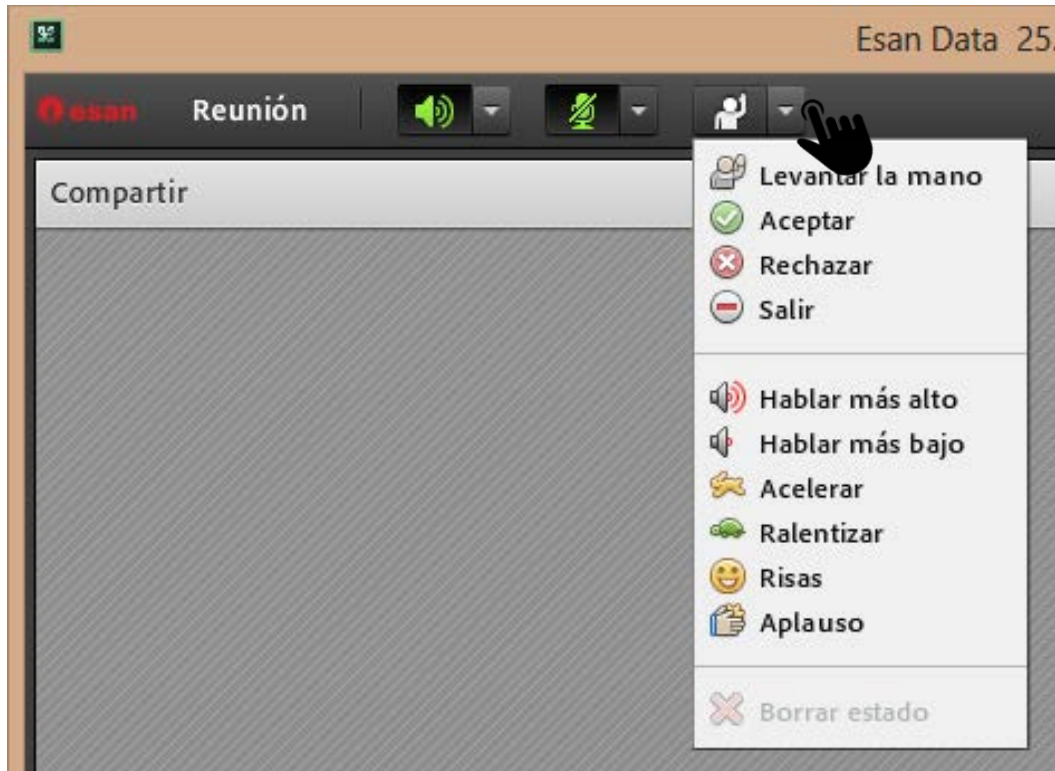 Esan Data 25.
esan Reunión
Compartir
Levantar la mano
Aceptar
Rechazar
Salir
Hablar más alto
Hablar más bajo
Acelerar
Ralentizar
Risas
Aplauso
Borrar estado